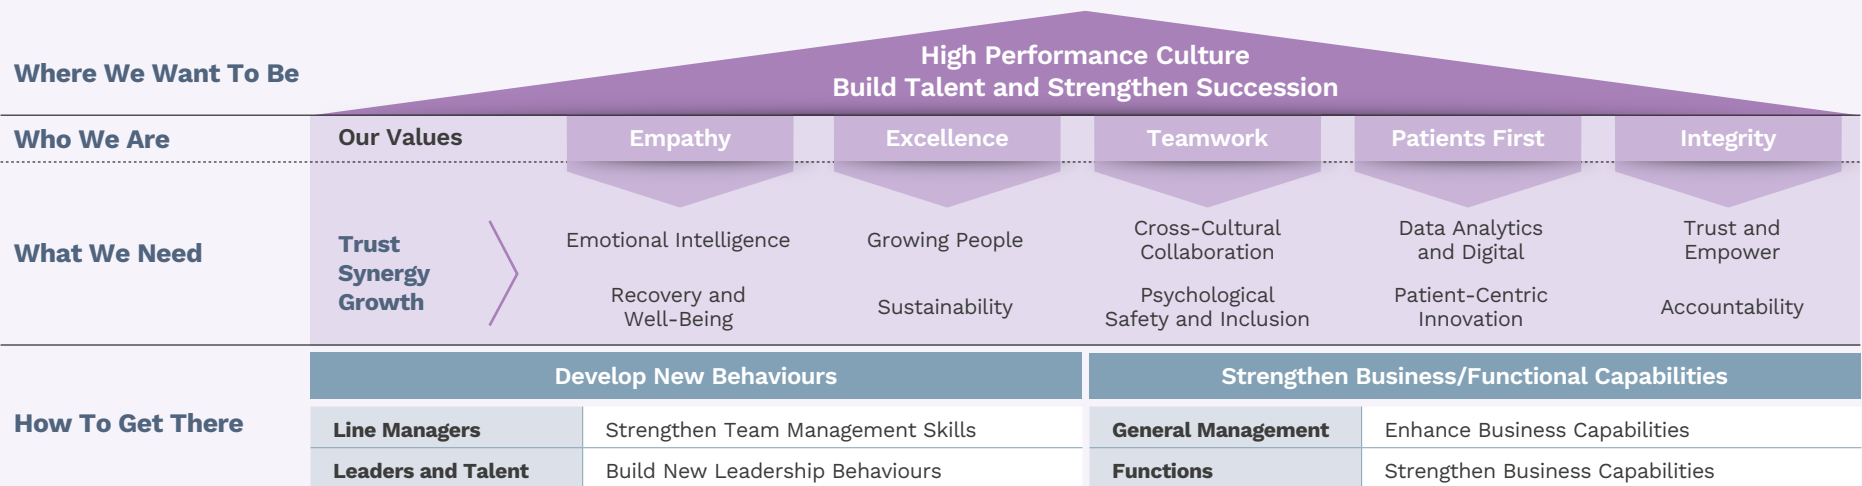 Where We Want To Be
High Performance Culture
Build Talent and Strengthen Succession
Who We Are
Our Values
Empathy
Excellence
Teamwork
Patients First
Integrity
What We Need
Trust
Synergy
Growth
Emotional Intelligence
Recovery and
Well-Being
Growing People
Sustainability
Cross-Cultural
Collaboration
Psychological
Safety and Inclusion
Data Analytics
and Digital
Patient-Centric
Innovation
Trust and
Empower
Accountability
How To Get There
Develop New Behaviours
Line Managers
Strengthen Team Management Skills
Leaders and Talent
Build New Leadership Behaviours
Strengthen Business/Functional Capabilities
General Management
Enhance Business Capabilities
Functions
Strengthen Business Capabilities